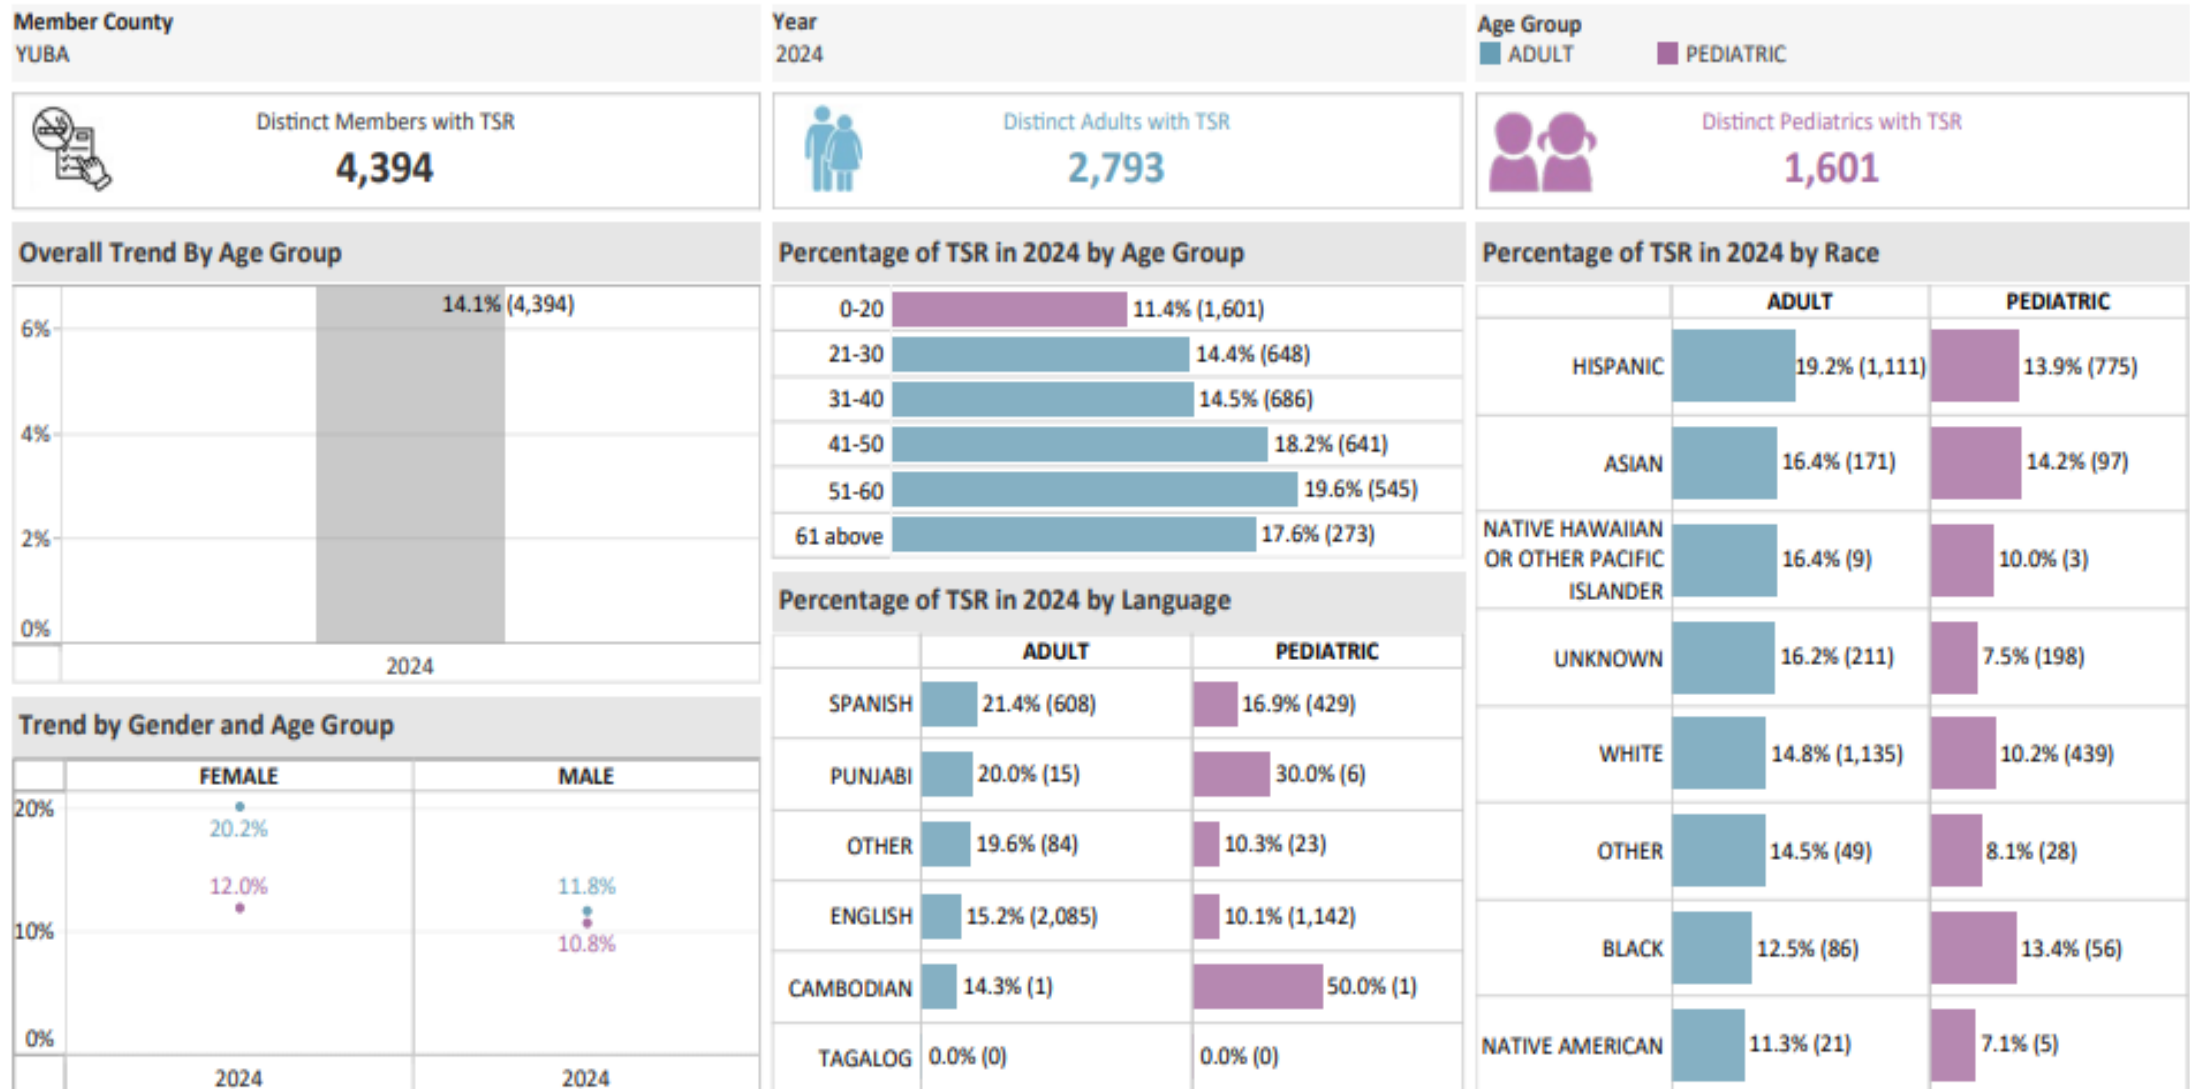 Member County
YUBA
Year
2024
Age Group
ADULT
PEDIATRIC
Distinct Members with TSR
4,394
Distinct Adults with TSR
2,793
Distinct Pediatrics with TSR
1,601
Overall Trend By Age Group
14.1% (4,394)
6%
4%
2%
0%
2024
Trend by Gender and Age Group
FEMALE
MALE
20%
10%
0%
20.2%
12.0%
11.8%
10.8%
2024
2024
Percentage of TSR in 2024 by Age Group
0-20 11.4% (1,601)
21-30 14.4% (648)
31-40 14.5% (686)
41-50 18.2% (641)
51-60 19.6% (545)
61 above 17.6% (273)
Percentage of TSR in 2024 by Language
ADULT PEDIATRIC
SPANISH 21.4% (608) 16.9% (429)
PUNJABI 20.0% (15) 30.0% (6)
OTHER 19.6% (84) 10.3% (23)
ENGLISH 15.2% (2,085) 10.1% (1,142)
CAMBODIAN 14.3% (1) 50.0% (1)
TAGALOG 0.0% (0) 0.0% (0)
Percentage of TSR in 2024 by Race
ADULT PEDIATRIC
HISPANIC 19.2% (1,111) 13.9% (775)
ASIAN 16.4% (171) 14.2% (97)
NATIVE HAWAIIAN
OR OTHER PACIFIC 16.4% (9) 10.0% (3)
ISLANDER
UNKNOWN 16.2% (211) 7.5% (198)
WHITE 14.8% (1,135) 10.2% (439)
OTHER 14.5% (49) 8.1% (28)
BLACK 12.5% (86) 13.4% (56)
NATIVE AMERICAN 11.3% (21) 7.1% (5)